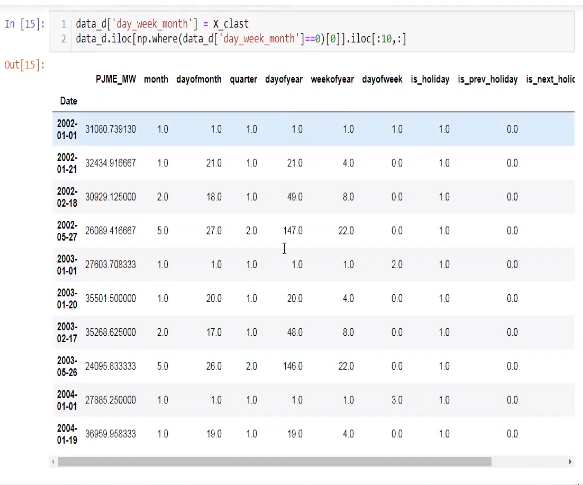 In [15]:
1 data_d['day_week_month'] = X_clast
2 data_d.iloc[np.where(data_d['day_week_month']==0)[0]].iloc[:10,:]
Out[15]:
PJME_MW month dayofmonth quarter dayofyear weekofyear dayofweek is_holiday is_prev_holiday is_next_holic
Date
2002-01-01 31080.739130 1.0 1.0 1.0 1.0 1.0 1.0 1.0 0.0
2002-01-21 32434.916667 1.0 21.0 1.0 21.0 4.0 0.0 1.0 0.0
2002-02-18 30929.125000 2.0 18.0 1.0 49.0 8.0 0.0 1.0 0.0
2002-05-27 26089.416667 5.0 27.0 2.0 147.0 22.0 0.0 1.0 0.0
2003-01-01 27603.708333 1.0 1.0 1.0 1.0 1.0 2.0 1.0 0.0
2003-01-20 35501.500000 1.0 20.0 1.0 20.0 4.0 0.0 1.0 0.0
2003-02-17 35268.625000 2.0 17.0 1.0 48.0 8.0 0.0 1.0 0.0
2003-05-26 24095.833333 5.0 26.0 2.0 146.0 22.0 0.0 1.0 0.0
2004-01-01 27885.250000 1.0 1.0 1.0 1.0 1.0 3.0 1.0 0.0
2004-01-19 36959.958333 1.0 19.0 1.0 19.0 4.0 0.0 1.0 0.0